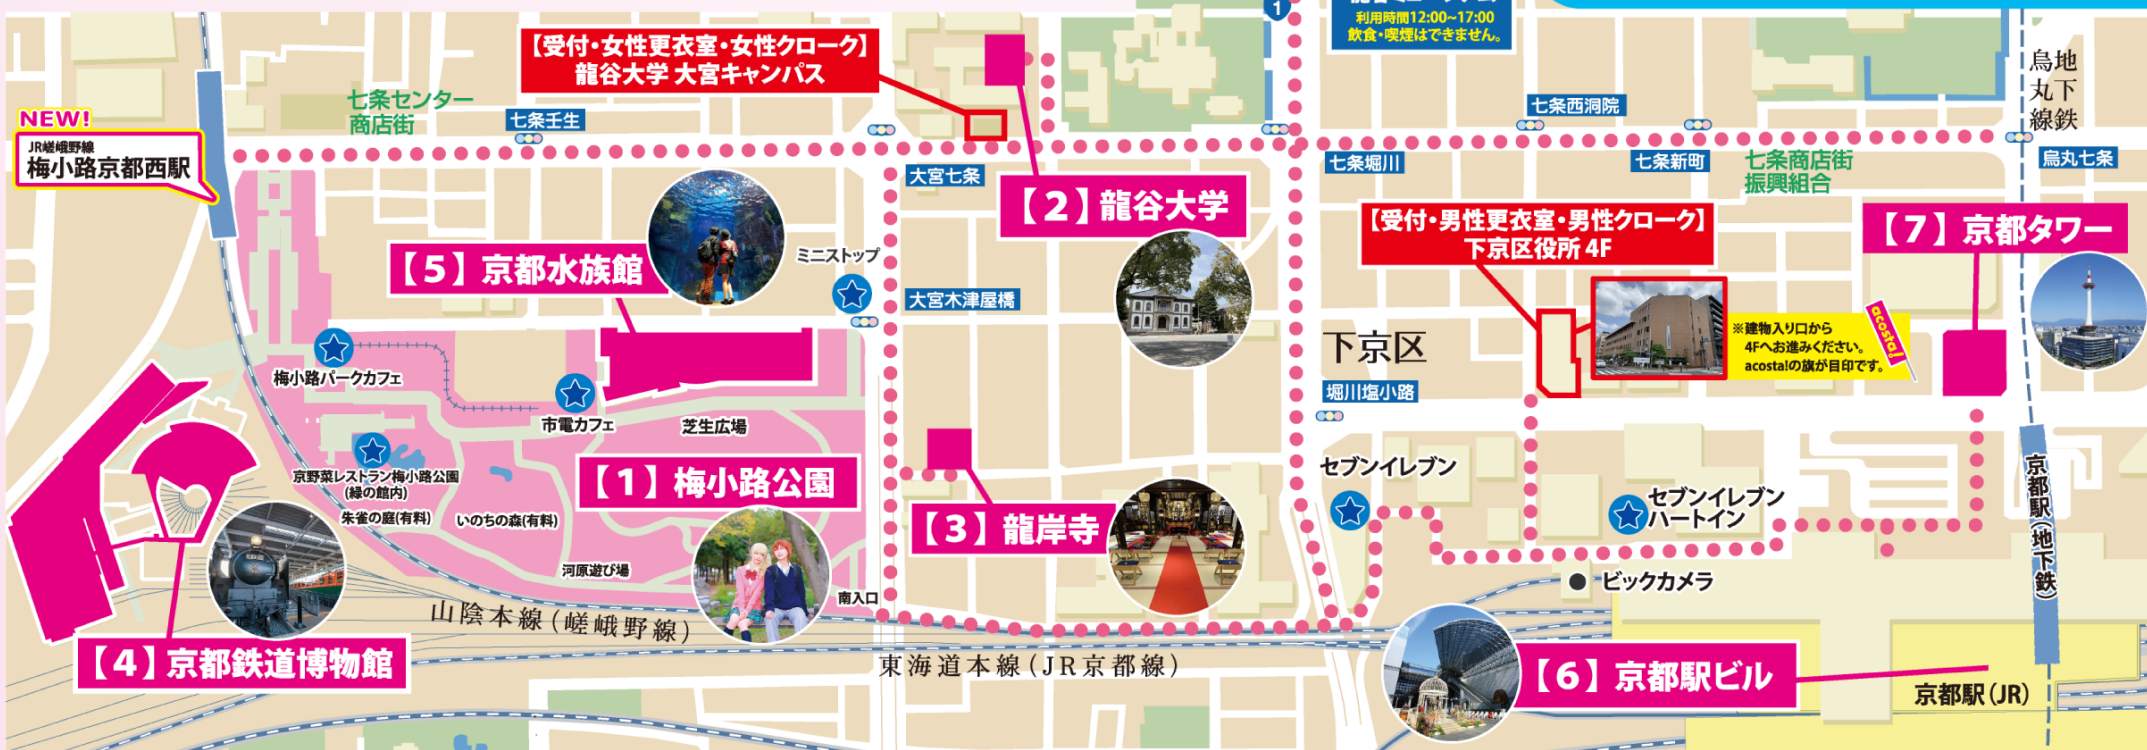 1
利用時間12:00~17:00
飲食・喫煙はできません。
地下鉄
烏丸線
【受付・女性更衣室・女性クローク】
龍谷大学 大宮キャンパス
七条センター
商店街
七条壬生
NEW!
JR嵯峨野線
梅小路京都西駅
七条西洞院
大宮七条
七条堀川
七条新町
七条商店街
振興組合
烏丸七条
【2】龍谷大学
【受付・男性更衣室・男性クローク】
下京区役所 4F
【7】京都タワー
【5】京都水族館
ミニストップ
大宮木津屋橋
下京区
※建物入り口から
4Fへお進みください。
acosta!の旗が目印です。
acosta!
梅小路パークカフェ
市電カフェ
芝生広場
堀川塩小路
京野菜レストラン梅小路公園
(緑の館内)
朱雀の庭(有料)
いのちの森(有料)
【1】梅小路公園
【3】龍岸寺
セブンイレブン
セブンイレブン
ハートイン
京都駅(地下鉄)
河原遊び場
南入口
ビックカメラ
山陰本線(嵯峨野線)
【4】京都鉄道博物館
東海道本線(JR京都線)
【6】京都駅ビル
京都駅(JR)